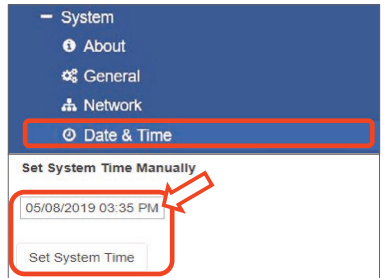 System
About
General
Network
Date & Time
Set System Time Manually
05/08/2019 03:35 PM
Set System Time